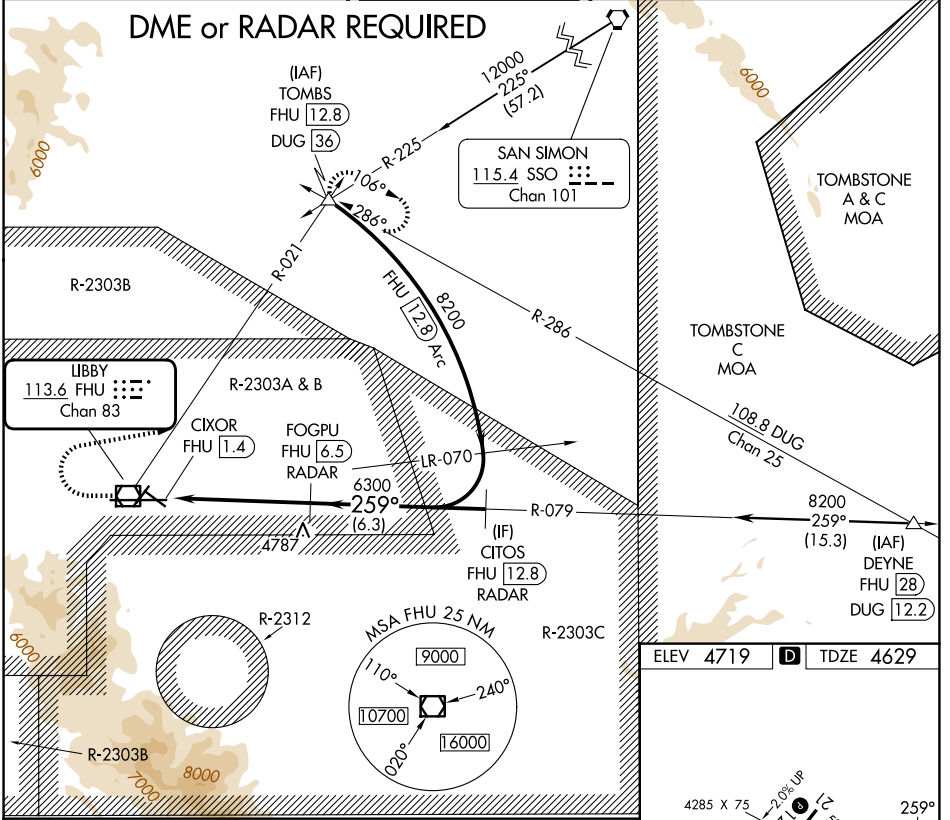 DME or RADAR REQUIRED
(IAF)
TOMBS
FHU 12.8
DUG 36
12000
225°
(57.2)
R-225
SAN SIMON
115.4 SSO
Chan 101
6000
6000
TOMBSTONE
A & C
MOA
106°
286°
R-021
R-2303B
FHU 12.8 Arc
8200
R-286
TOMBSTONE
C
MOA
LIBBY
113.6 FHU
Chan 83
R-2303A & B
CIXOR
FHU 1.4
FOGPU
FHU 6.5
RADAR
LR-070
108.8 DUG
Chan 25
6300
259°
(6.3)
R-079
8200
259°
(15.3)
4787
(IF)
CITOS
FHU 12.8
RADAR
(IAF)
DEYNE
FHU 28
DUG 12.2
R-2312
6000
MSA FHU 25 NM
9000
110°
240°
10700
16000
020°
R-2303C
R-2303B
8000
7000
ELEV 4719
D
TDZE 4629
4285 X 75
2.0% UP
P
21
259°